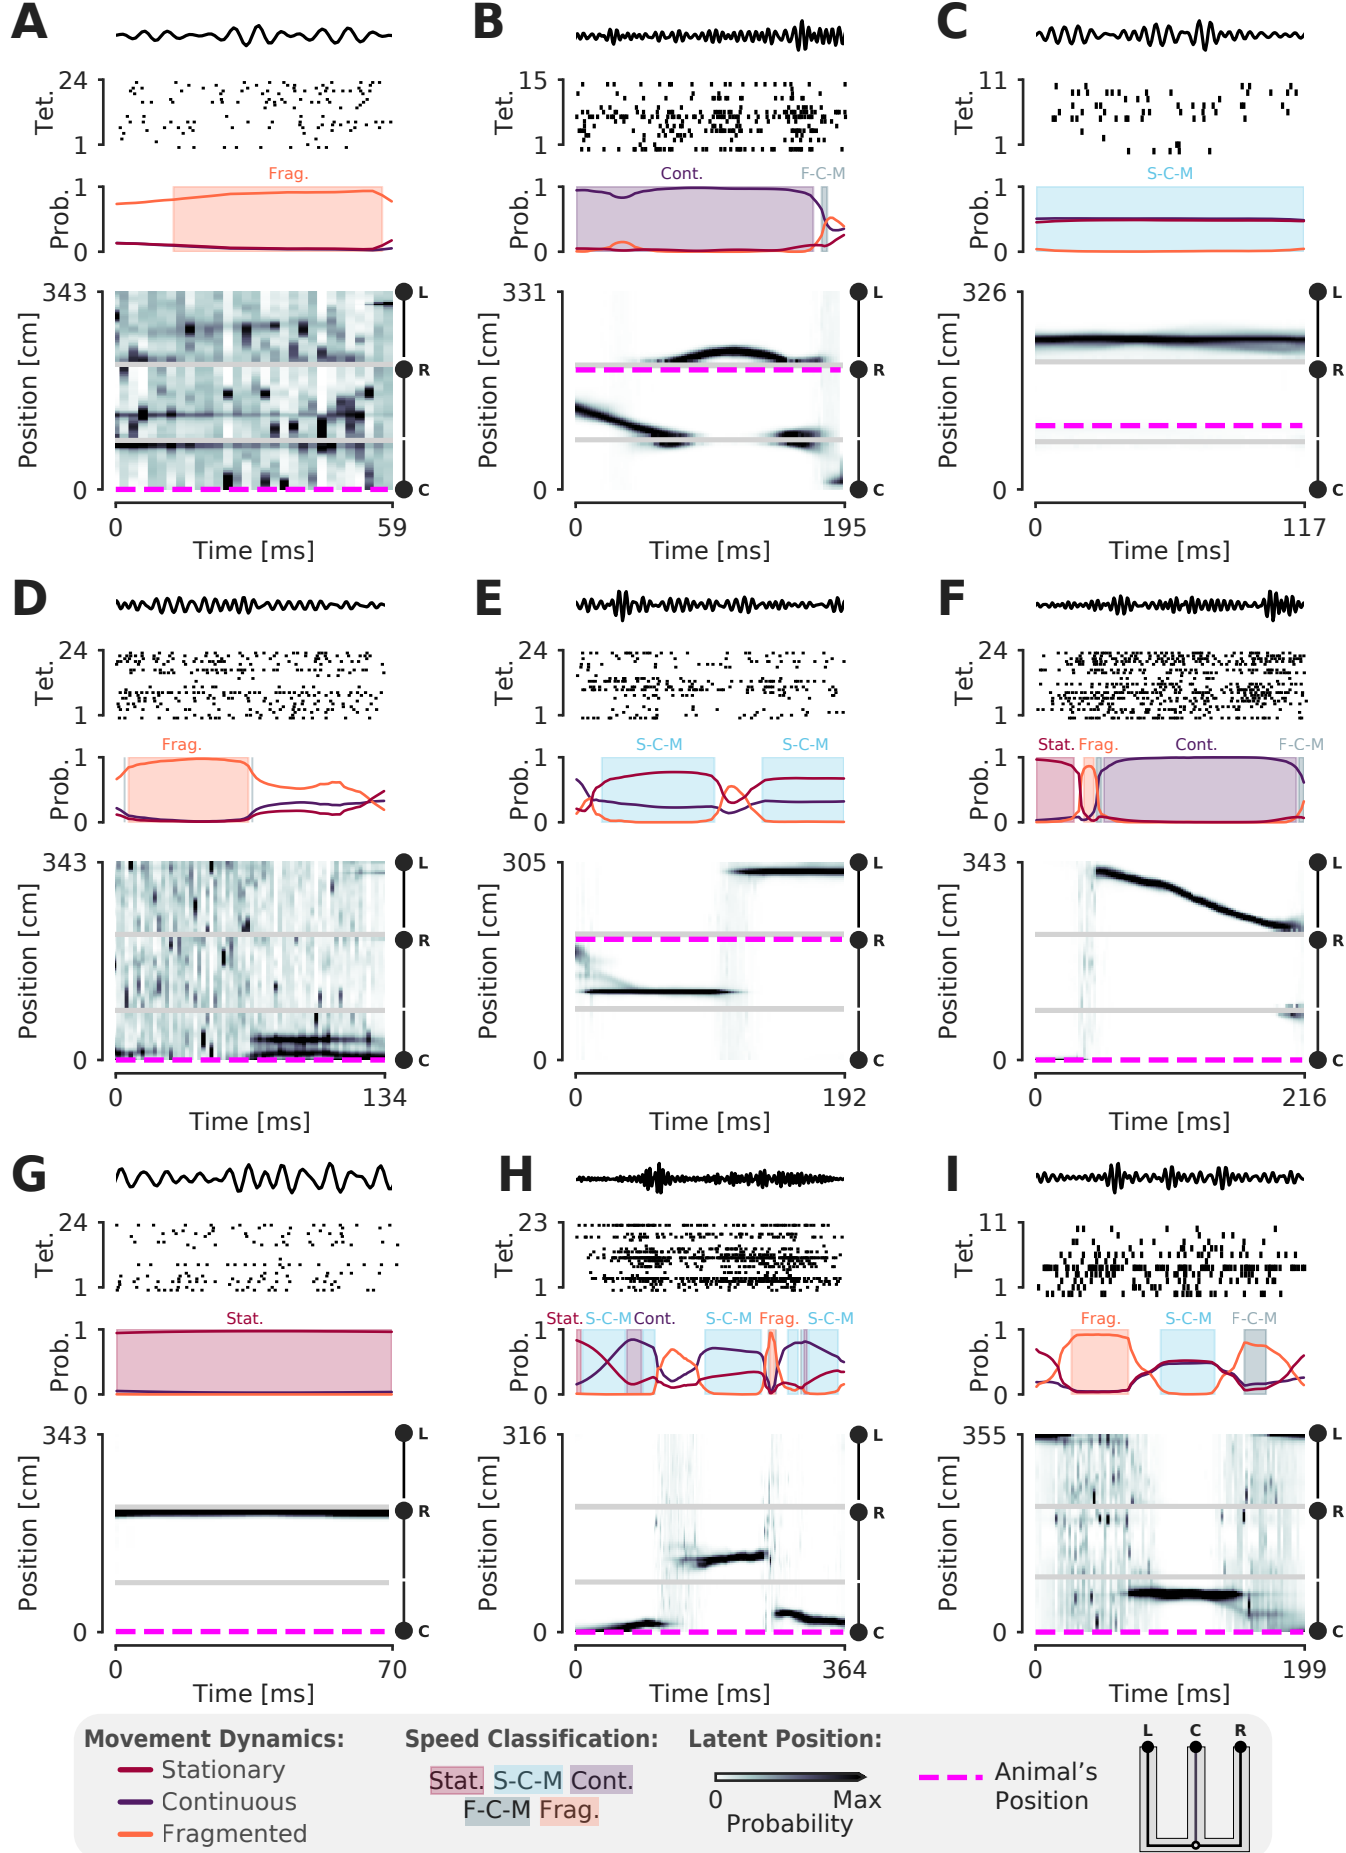 A
24
Tet.
1
Frag.
1
Prob.
0
343
Position [cm]
0
L
R
C
0
59
Time [ms]
B
15
Tet.
1
Cont.
F-C-M
1
Prob.
0
331
Position [cm]
0
L
R
C
0
195
Time [ms]
C
11
Tet.
1
S-C-M
1
Prob.
0
326
Position [cm]
0
L
R
C
0
117
Time [ms]
D
24
Tet.
1
Frag.
1
Prob.
0
343
Position [cm]
0
L
R
C
0
134
Time [ms]
E
24
Tet.
1
S-C-M
S-C-M
1
Prob.
0
305
Position [cm]
0
L
R
C
0
192
Time [ms]
F
24
Tet.
1
Stat.
Frag.
Cont.
F-C-M
1
Prob.
0
343
Position [cm]
0
L
R
C
0
216
Time [ms]
G
24
Tet.
1
Stat.
1
Prob.
0
343
Position [cm]
0
L
R
C
0
70
Time [ms]
H
23
Tet.
1
Stat.
S-C-M
Cont.
S-C-M
Frag.
S-C-M
1
Prob.
0
316
Position [cm]
0
L
R
C
0
364
Time [ms]
I
11
Tet.
1
Frag.
S-C-M
F-C-M
1
Prob.
0
355
Position [cm]
0
L
R
C
0
199
Time [ms]
Movement Dynamics:
Stationary
Continuous
Fragmented
Speed Classification:
Stat. S-C-M Cont.
F-C-M Frag.
Latent Position:
0 Max
Probability
Animal's
Position
L C R